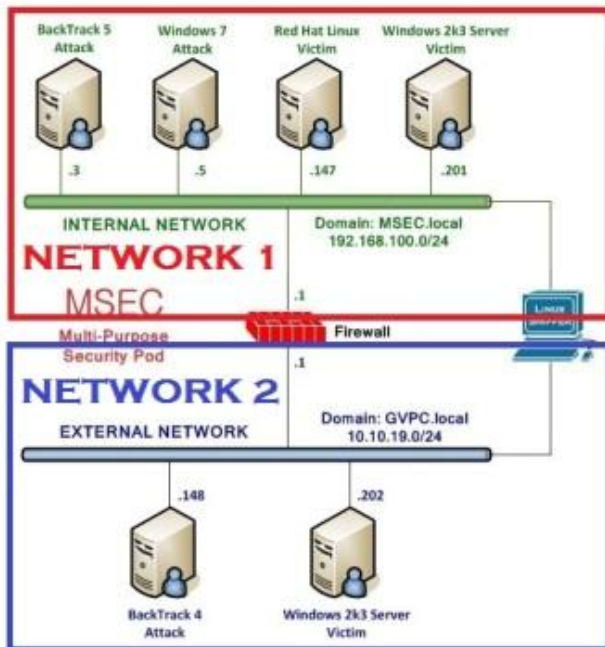 BackTrack 5
Attack
Windows 7
Attack
Red Hat Linux
Victim
Windows 2k3 Server
Victim
.3
.5
.147
.201
INTERNAL NETWORK
Domain: MSEC.local
192.168.100.0/24
NETWORK 1
MSEC
Multi-Purpose
Security Pod
.1
Firewall
LINUX
SNIFFER
.1
NETWORK 2
EXTERNAL NETWORK
Domain: GVPC.local
10.10.19.0/24
.148
.202
BackTrack 4
Attack
Windows 2k3 Server
Victim